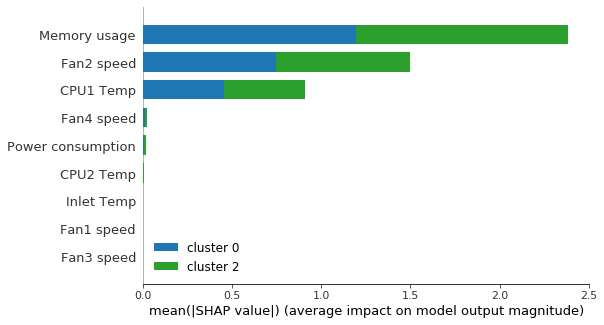 Memory usage
Fan2 speed
CPU1 Temp
Fan4 speed
Power consumption
CPU2 Temp
Inlet Temp
Fan1 speed
Fan3 speed
cluster 0
cluster 2
0.0 0.5 1.0 1.5 2.0 2.5
mean(|SHAP value|) (average impact on model output magnitude)